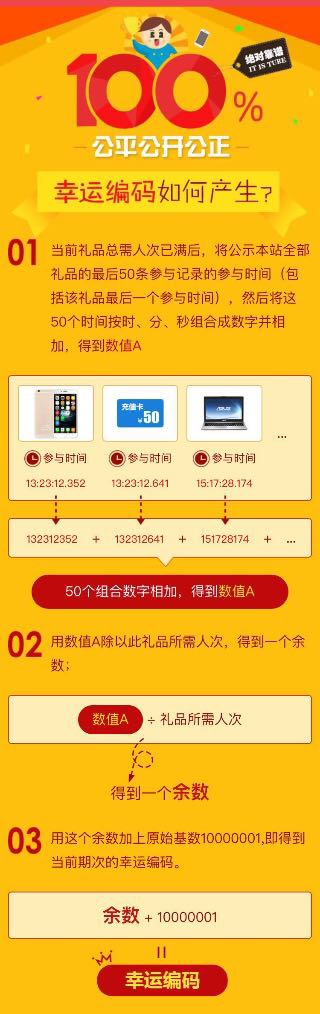 100%
绝对靠谱
IT IS TURE
公平公开公正
幸运编码如何产生?
01
当前礼品总需人次已满后，将公示本站全部
礼品的最后50条参与记录的参与时间（包
括该礼品最后一个参与时间），然后将这
50个时间按时、分、秒组合成数字并相
加，得到数值A
充值卡
¥50
ASUS
...
参与时间 参与时间 参与时间
13:23:12.352 13:23:12.641 15:17:28.174
132312352 + 132312641 + 151728174 + ...
50个组合数字相加，得到数值A
02
用数值A除以此礼品所需人次，得到一个余
数；
数值A ÷ 礼品所需人次
得到一个余数
03
用这个余数加上原始基数10000001,即得到
当前期次的幸运编码。
余数 + 10000001
=
幸运编码